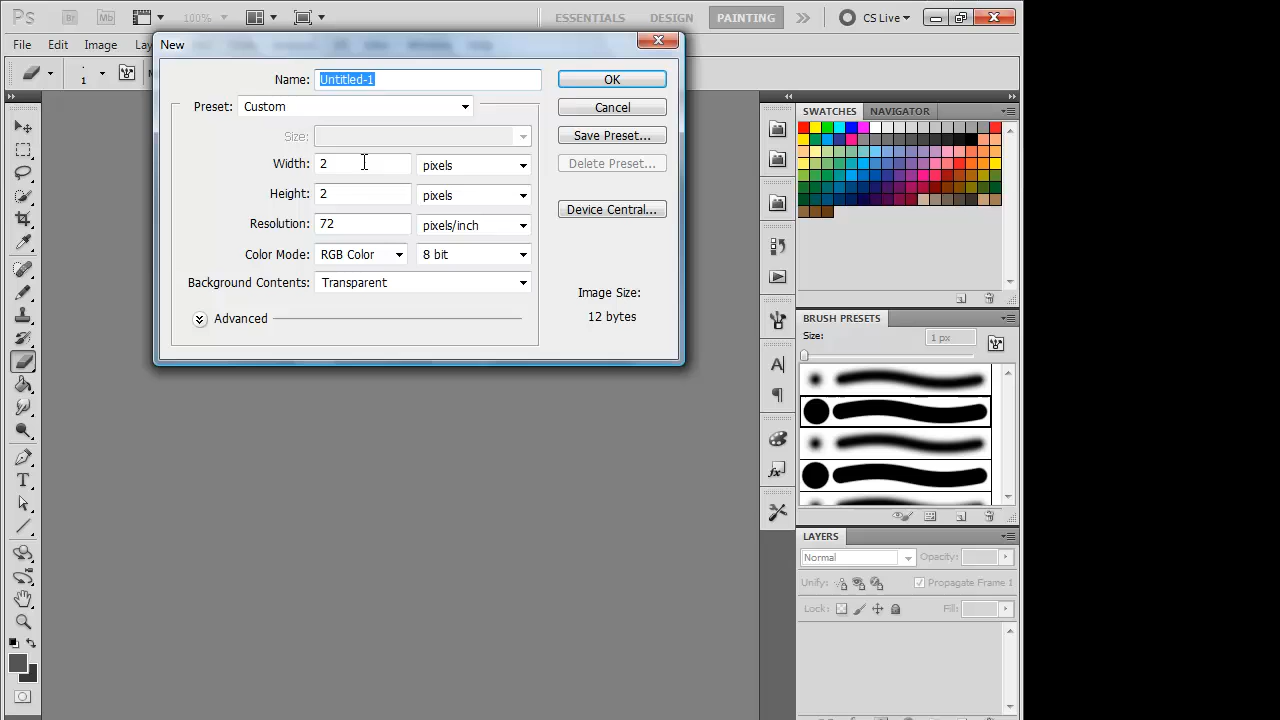 Ps Br Mb 100% ESSENTIALS DESIGN PAINTING CS Live
File Edit Image
New
1
Name: Untitled-1 OK
Preset: Custom Cancel
Size: Save Preset...
Width: 2 pixels Delete Preset...
Height: 2 pixels
Device Central...
Resolution: 72 pixels/inch
Color Mode: RGB Color 8 bit
Background Contents: Transparent
Image Size:
12 bytes
Advanced
SWATCHES NAVIGATOR
BRUSH PRESETS
Size: 1 px
LAYERS
Normal Opacity:
Unify: Propagate Frame 1
Lock: Fill: